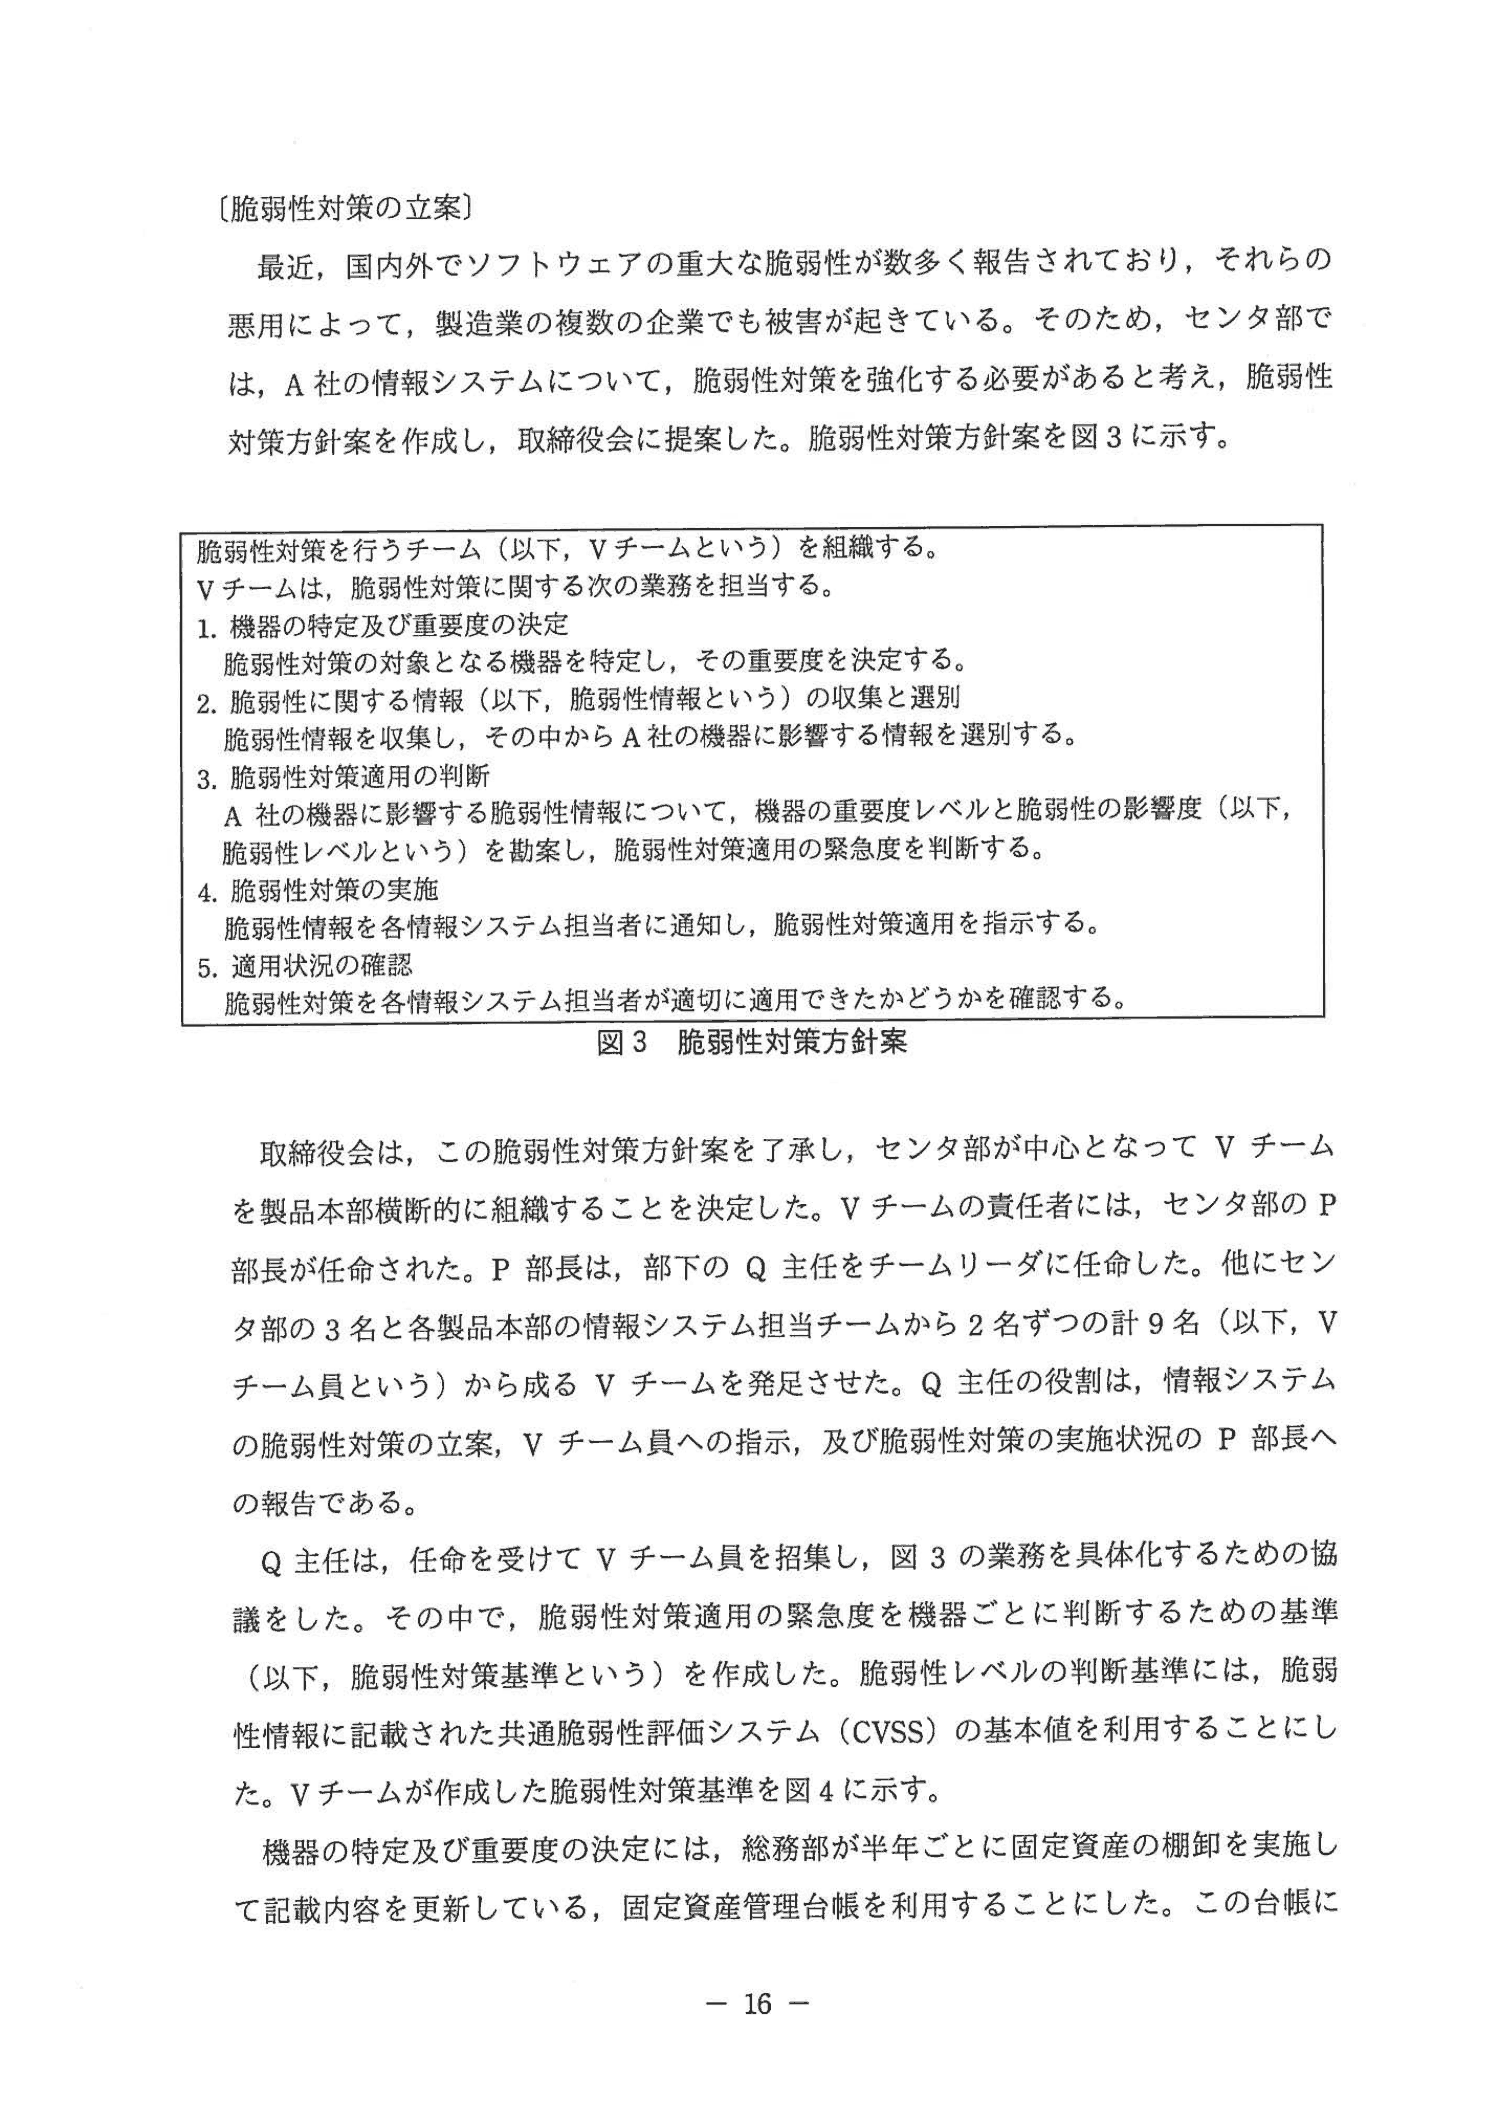 〔脆弱性対策の立案〕
最近，国内外でソフトウェアの重大な脆弱性が数多く報告されており，それらの
悪用によって，製造業の複数の企業でも被害が起きている。そのため，センタ部で
は，A 社の情報システムについて，脆弱性対策を強化する必要があると考え，脆弱性
対策方針案を作成し，取締役会に提案した。脆弱性対策方針案を図 3 に示す。
脆弱性対策を行うチーム（以下，V チームという）を組織する。
V チームは，脆弱性対策に関する次の業務を担当する。
1. 機器の特定及び重要度の決定
脆弱性対策の対象となる機器を特定し，その重要度を決定する。
2. 脆弱性に関する情報（以下，脆弱性情報という）の収集と選別
脆弱性情報を収集し，その中から A 社の機器に影響する情報を選別する。
3. 脆弱性対策適用の判断
A 社の機器に影響する脆弱性情報について，機器の重要度レベルと脆弱性の影響度（以下，
脆弱性レベルという）を勘案し，脆弱性対策適用の緊急度を判断する。
4. 脆弱性対策の実施
脆弱性情報を各情報システム担当者に通知し，脆弱性対策適用を指示する。
5. 適用状況の確認
脆弱性対策を各情報システム担当者が適切に適用できたかどうかを確認する。
図 3　脆弱性対策方針案
取締役会は，この脆弱性対策方針案を了承し，センタ部が中心となって V チーム
を製品本部横断的に組織することを決定した。V チームの責任者には，センタ部の P
部長が任命された。P 部長は，部下の Q 主任をチームリーダに任命した。他にセン
タ部の 3 名と各製品本部の情報システム担当チームから 2 名ずつの計 9 名（以下，V
チーム員という）から成る V チームを発足させた。Q 主任の役割は，情報システム
の脆弱性対策の立案，V チーム員への指示，及び脆弱性対策の実施状況の P 部長へ
の報告である。
Q 主任は，任命を受けて V チーム員を招集し，図 3 の業務を具体化するための協
議をした。その中で，脆弱性対策適用の緊急度を機器ごとに判断するための基準
（以下，脆弱性対策基準という）を作成した。脆弱性レベルの判断基準には，脆弱
性情報に記載された共通脆弱性評価システム（CVSS）の基本値を利用することにし
た。V チームが作成した脆弱性対策基準を図 4 に示す。
機器の特定及び重要度の決定には，総務部が半年ごとに固定資産の棚卸を実施し
て記載内容を更新している，固定資産管理台帳を利用することにした。この台帳に
－ 16 －